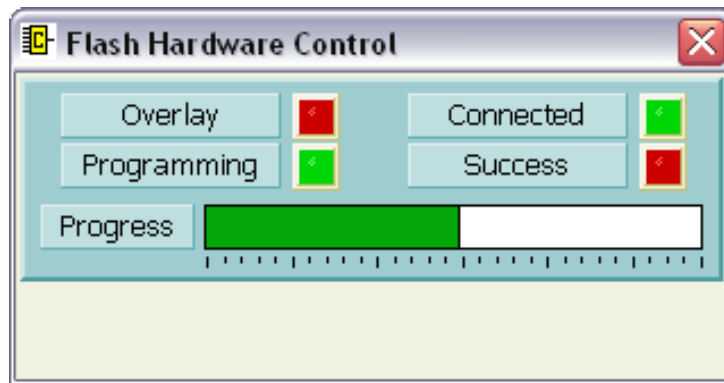 Flash Hardware Control
Overlay Connected
Programming Success
Progress